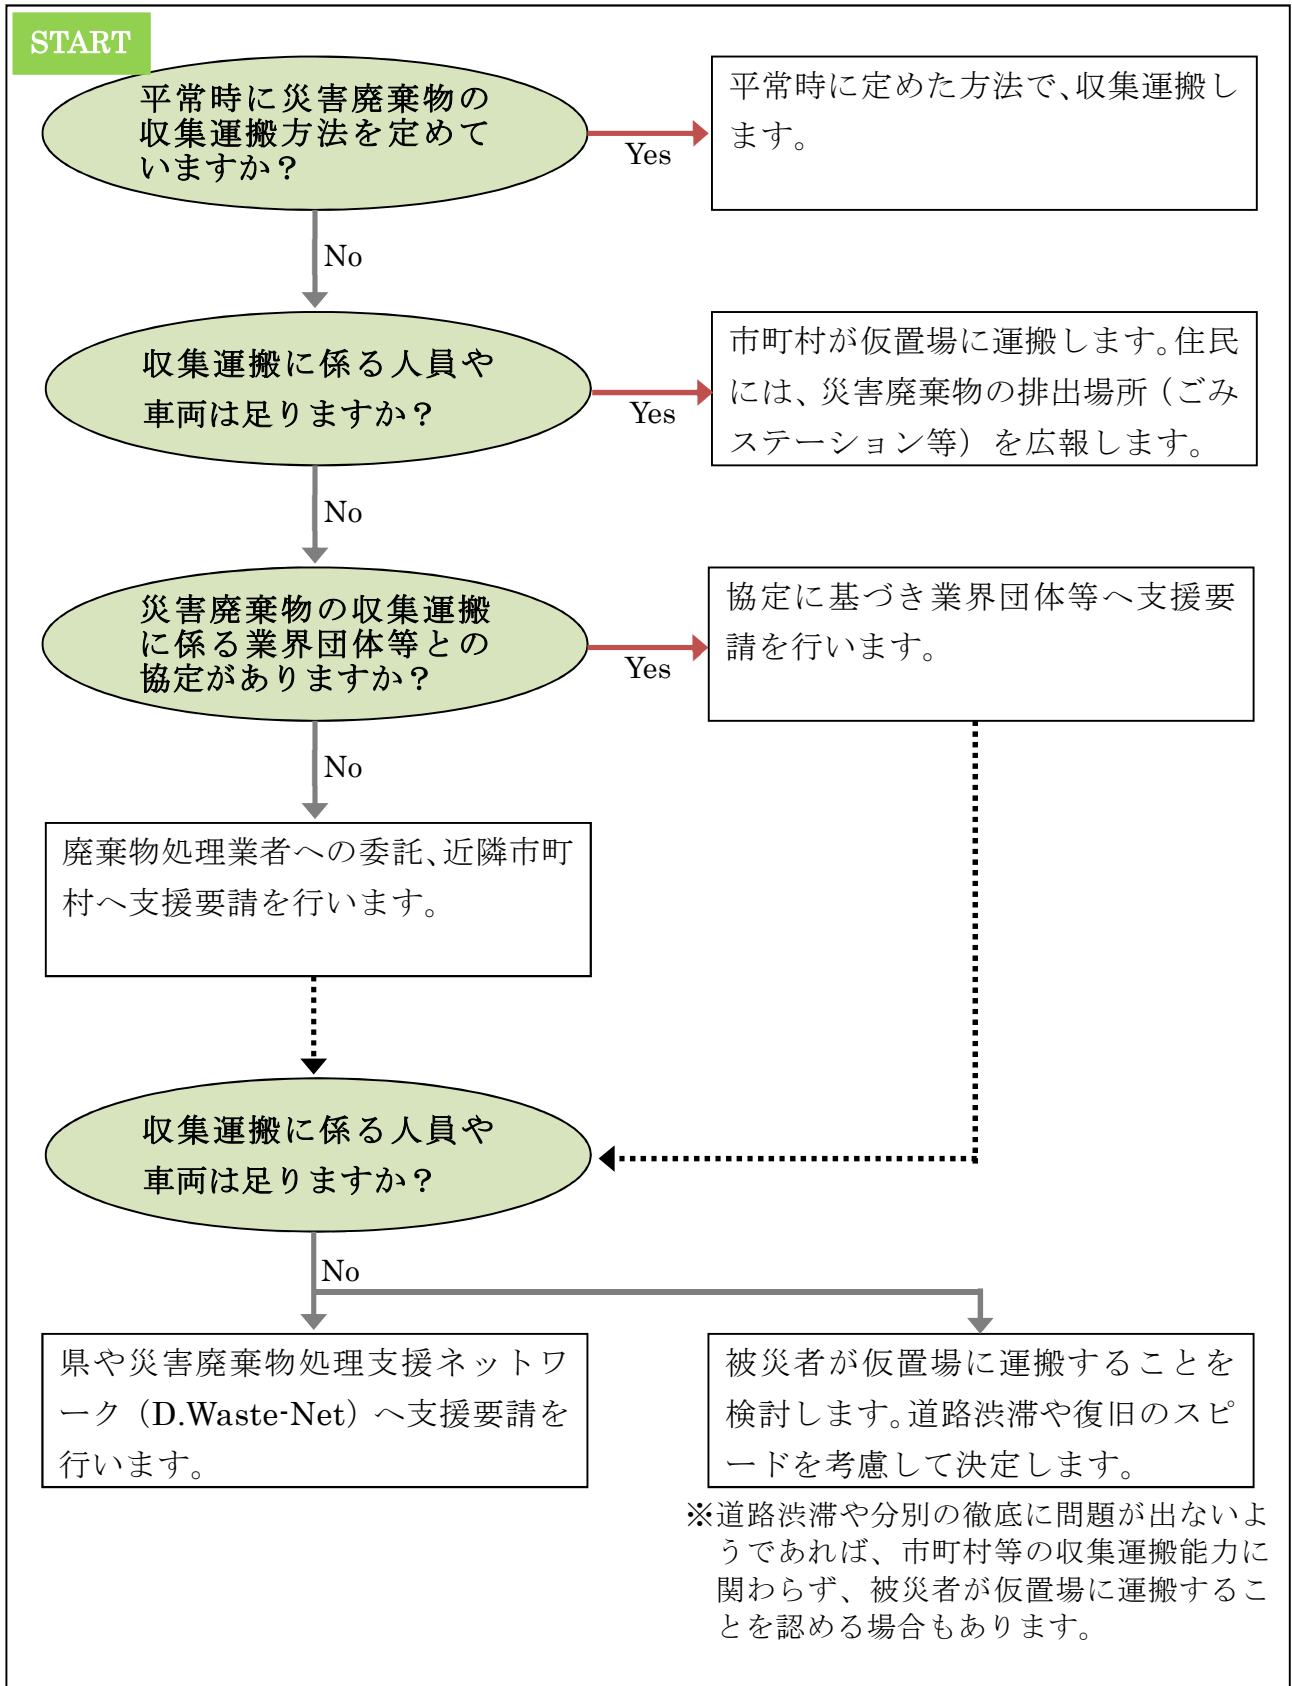 START
平常時に災害廃棄物の
収集運搬方法を定めて
いますか？
平常時に定めた方法で、収集運搬し
ます。
Yes
No
収集運搬に係る人員や
車両は足りますか？
市町村が仮置場に運搬します。住民
には、災害廃棄物の排出場所（ごみ
ステーション等）を広報します。
Yes
No
災害廃棄物の収集運搬
に係る業界団体等との
協定がありますか？
協定に基づき業界団体等へ支援要
請を行います。
Yes
No
廃棄物処理業者への委託、近隣市町
村へ支援要請を行います。
収集運搬に係る人員や
車両は足りますか？
No
県や災害廃棄物処理支援ネットワ
ーク（D.Waste-Net）へ支援要請を
行います。
被災者が仮置場に運搬することを
検討します。道路渋滞や復旧のスピ
ードを考慮して決定します。
※道路渋滞や分別の徹底に問題が出ないよ
うであれば、市町村等の収集運搬能力に
関わらず、被災者が仮置場に運搬するこ
とを認める場合もあります。